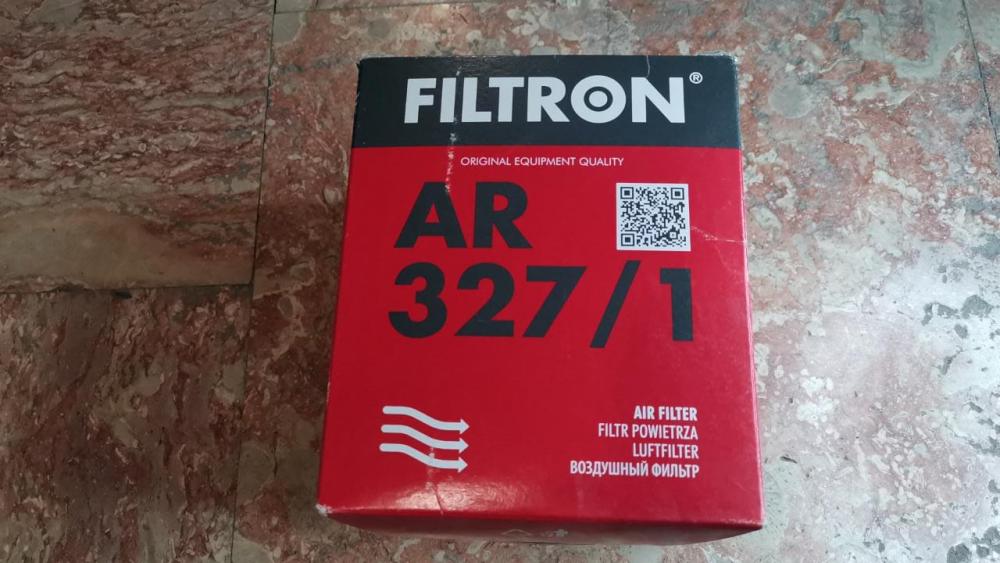 FILTRON®
ORIGINAL EQUIPMENT QUALITY
AR
327/1
AIR FILTER
FILTR POWIETRZA
LUFTFILTER
ВОЗДУШНЫЙ ФИЛЬТР